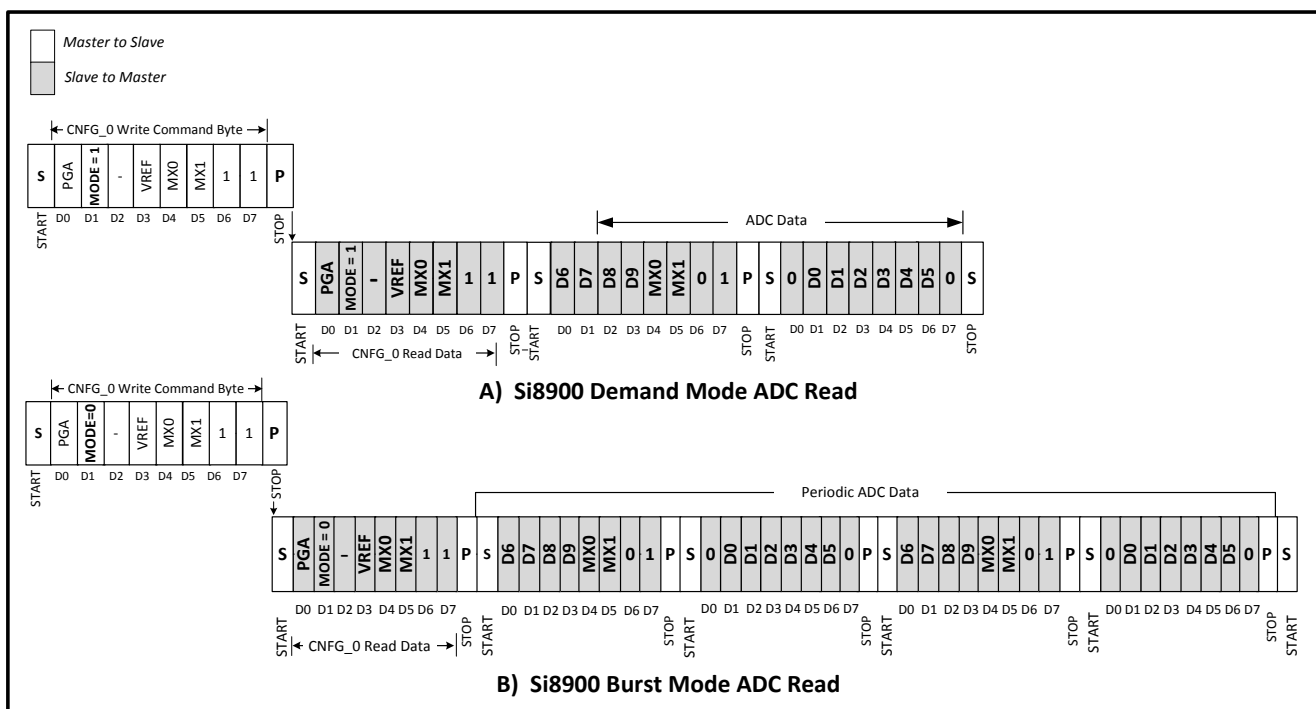 Master to Slave
Slave to Master
CNFG_0 Write Command Byte
S PGA MODE = 1 - VREF MX0 MX1 1 1 P
START D0 D1 D2 D3 D4 D5 D6 D7 STOP
ADC Data
S PGA MODE = 1 - VREF MX0 MX1 1 1 P S D6 D7 D8 D9 MX0 MX1 0 1 P S 0 D0 D1 D2 D3 D4 D5 0 S
START D0 D1 D2 D3 D4 D5 D6 D7 STOP START D0 D1 D2 D3 D4 D5 D6 D7 STOP START D0 D1 D2 D3 D4 D5 D6 D7 STOP
CNFG_0 Read Data
A) Si8900 Demand Mode ADC Read
CNFG_0 Write Command Byte
S PGA MODE=0 - VREF MX0 MX1 1 1 P
START D0 D1 D2 D3 D4 D5 D6 D7 STOP
Periodic ADC Data
S PGA MODE = 0 - VREF MX0 MX1 1 1 P S D6 D7 D8 D9 MX0 MX1 0 1 P S 0 D0 D1 D2 D3 D4 D5 0 P S D6 D7 D8 D9 MX0 MX1 0 1 P S 0 D0 D1 D2 D3 D4 D5 0 P S
START D0 D1 D2 D3 D4 D5 D6 D7 STOP START D0 D1 D2 D3 D4 D5 D6 D7 STOP START D0 D1 D2 D3 D4 D5 D6 D7 STOP START D0 D1 D2 D3 D4 D5 D6 D7 STOP START D0 D1 D2 D3 D4 D5 D6 D7 STOP START
CNFG_0 Read Data
B) Si8900 Burst Mode ADC Read